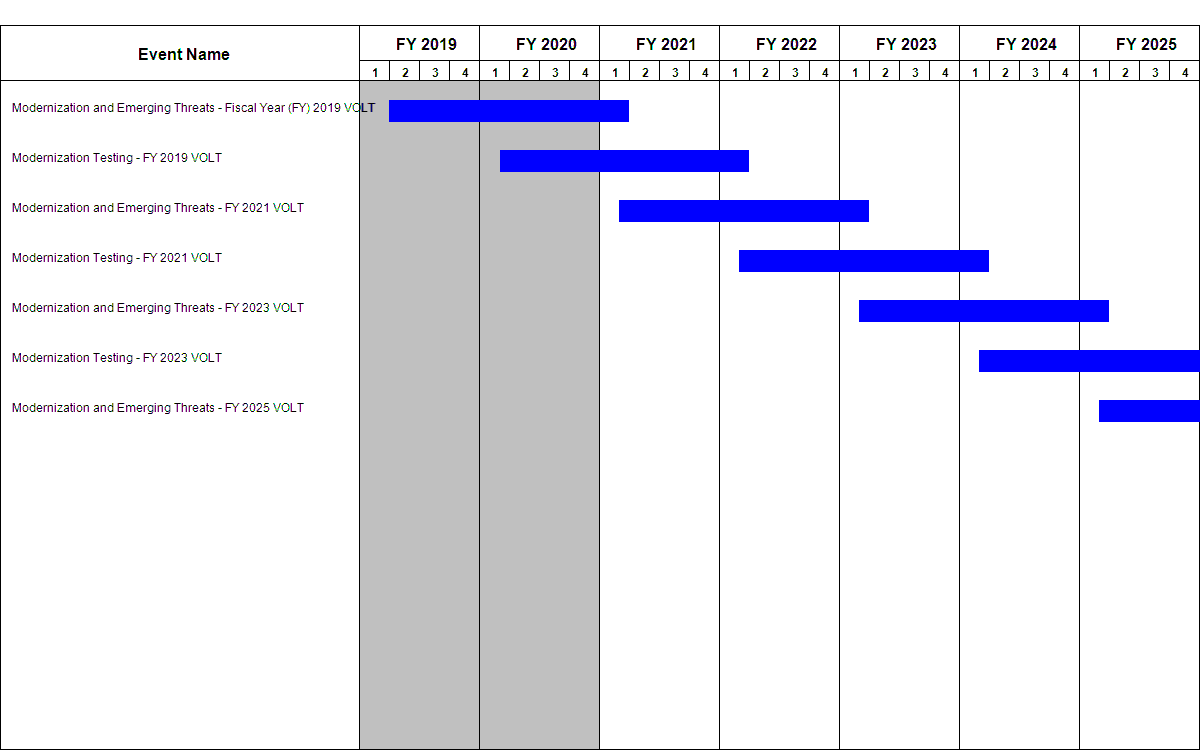 Event Name
FY 2019 FY 2020 FY 2021 FY 2022 FY 2023 FY 2024 FY 2025
1 2 3 4 1 2 3 4 1 2 3 4 1 2 3 4 1 2 3 4 1 2 3 4 1 2 3 4
Modernization and Emerging Threats - Fiscal Year (FY) 2019 VOLT
Modernization Testing - FY 2019 VOLT
Modernization and Emerging Threats - FY 2021 VOLT
Modernization Testing - FY 2021 VOLT
Modernization and Emerging Threats - FY 2023 VOLT
Modernization Testing - FY 2023 VOLT
Modernization and Emerging Threats - FY 2025 VOLT